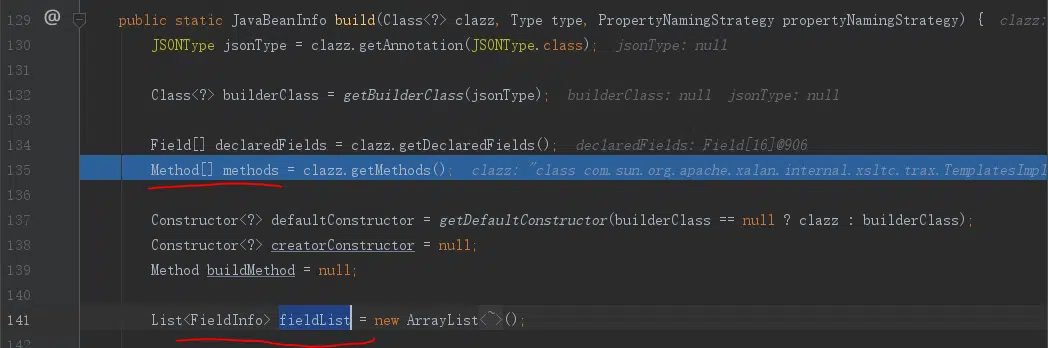 129 @ public static JavaBeanInfo build(Class<?> clazz, Type type, PropertyNamingStrategy propertyNamingStrategy) { clazz:
130 JSONType jsonType = clazz.getAnnotation(JSONType.class); jsonType: null
131
132 Class<?> builderClass = getBuilderClass(jsonType); builderClass: null jsonType: null
133
134 Field[] declaredFields = clazz.getDeclaredFields(); declaredFields: Field[16]@906
135 Method[] methods = clazz.getMethods(); clazz: "class com.sun.org.apache.xalan.internal.xsltc.trax.TemplatesImpl
136
137 Constructor<?> defaultConstructor = getDefaultConstructor(builderClass == null ? clazz : builderClass);
138 Constructor<?> creatorConstructor = null;
139 Method buildMethod = null;
140
141 List<FieldInfo> fieldList = new ArrayList<~>();